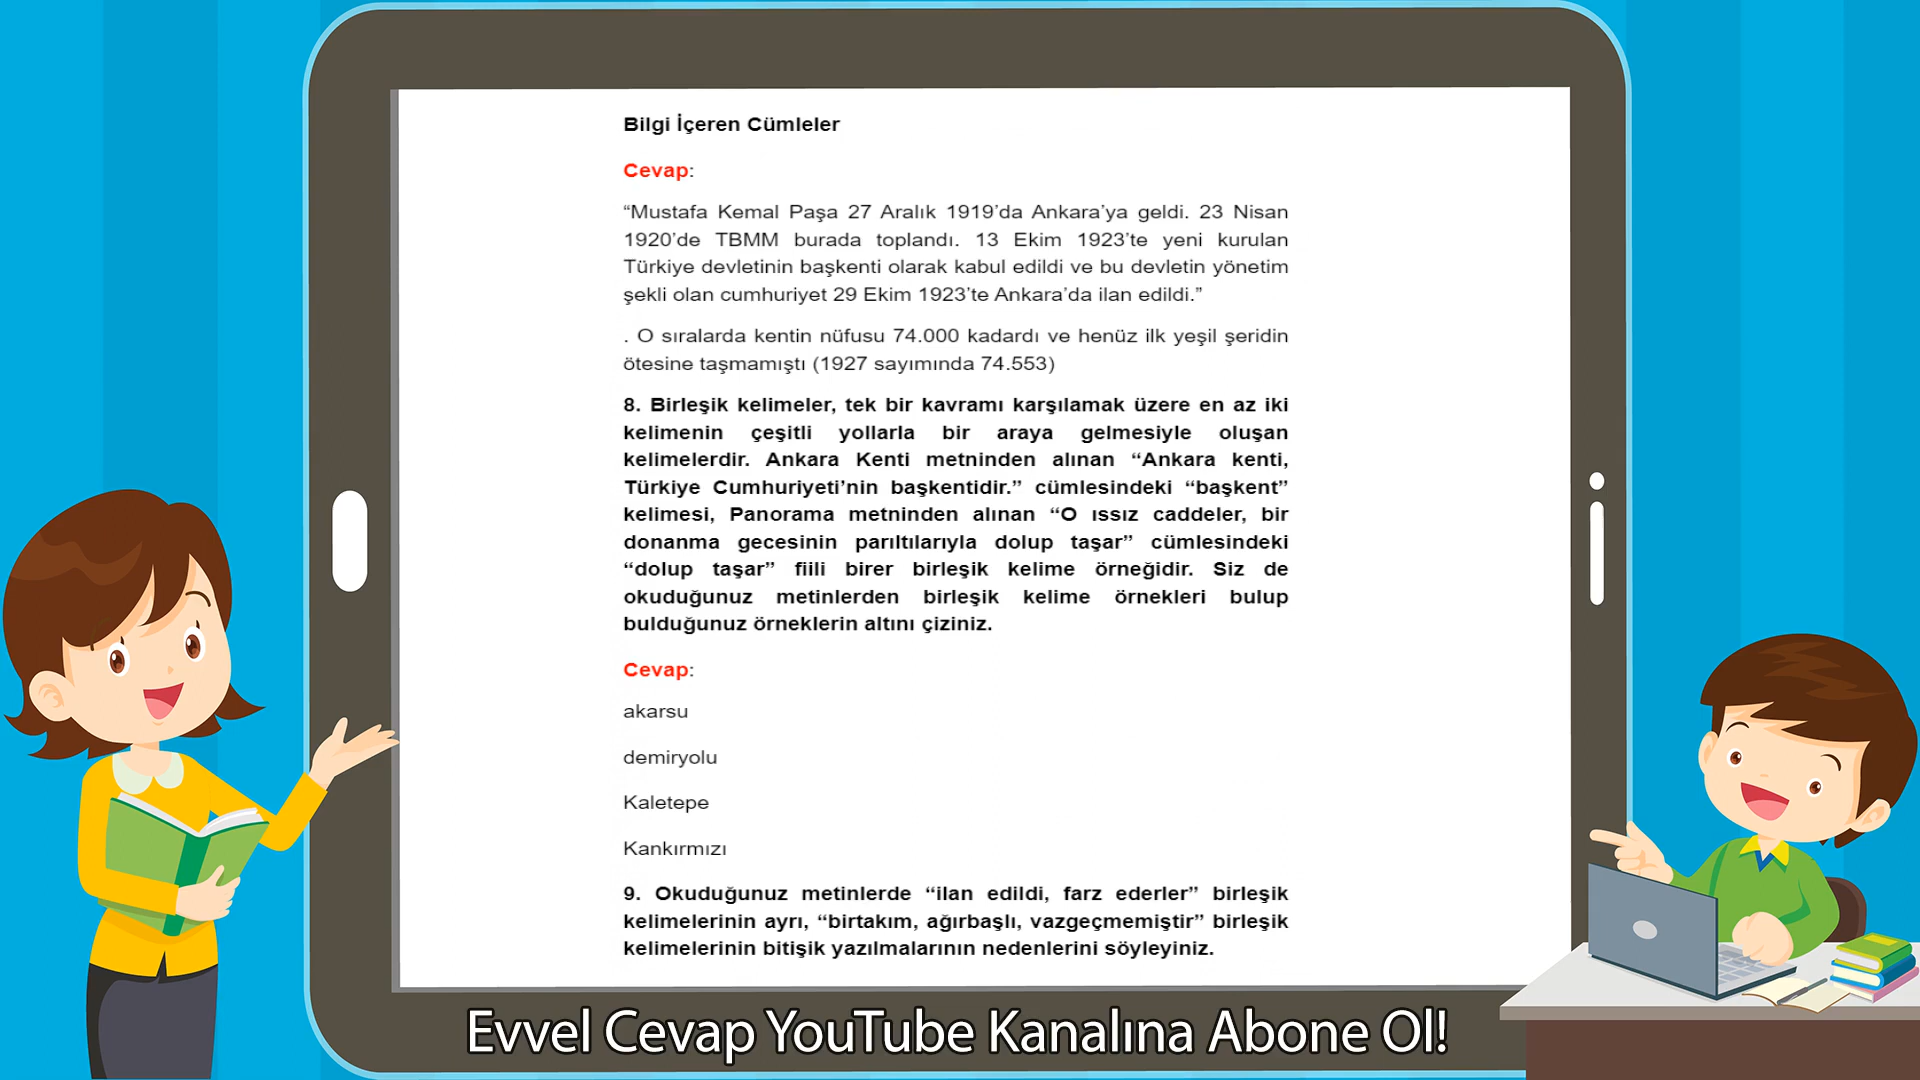 Bilgi İçeren Cümleler
Cevap:
“Mustafa Kemal Paşa 27 Aralık 1919’da Ankara’ya geldi. 23 Nisan
1920’de TBMM burada toplandı. 13 Ekim 1923’te yeni kurulan
Türkiye devletinin başkenti olarak kabul edildi ve bu devletin yönetim
şekli olan cumhuriyet 29 Ekim 1923’te Ankara’da ilan edildi.”
. O sıralarda kentin nüfusu 74.000 kadardı ve henüz ilk yeşil şeridin
ötesine taşmamıştı (1927 sayımında 74.553)
8. Birleşik kelimeler, tek bir kavramı karşılamak üzere en az iki
kelimenin çeşitli yollarla bir araya gelmesiyle oluşan
kelimelerdir. Ankara Kenti metninden alınan “Ankara kenti,
Türkiye Cumhuriyeti’nin başkentidir.” cümlesindeki “başkent”
kelimesi, Panorama metninden alınan “O ıssız caddeler, bir
donanma gecesinin parıltılarıyla dolup taşar” cümlesindeki
“dolup taşar” fiili birer birleşik kelime örneğidir. Siz de
okuduğunuz metinlerden birleşik kelime örnekleri bulup
bulduğunuz örneklerin altını çiziniz.
Cevap:
akarsu
demiryolu
Kaletepe
Kankırmızı
9. Okuduğunuz metinlerde “ilan edildi, farz ederler” birleşik
kelimelerinin ayrı, “birtakım, ağırbaşlı, vazgeçmemiştir” birleşik
kelimelerinin bitişik yazılmalarının nedenlerini söyleyiniz.
Evvel Cevap YouTube Kanalına Abone Ol!